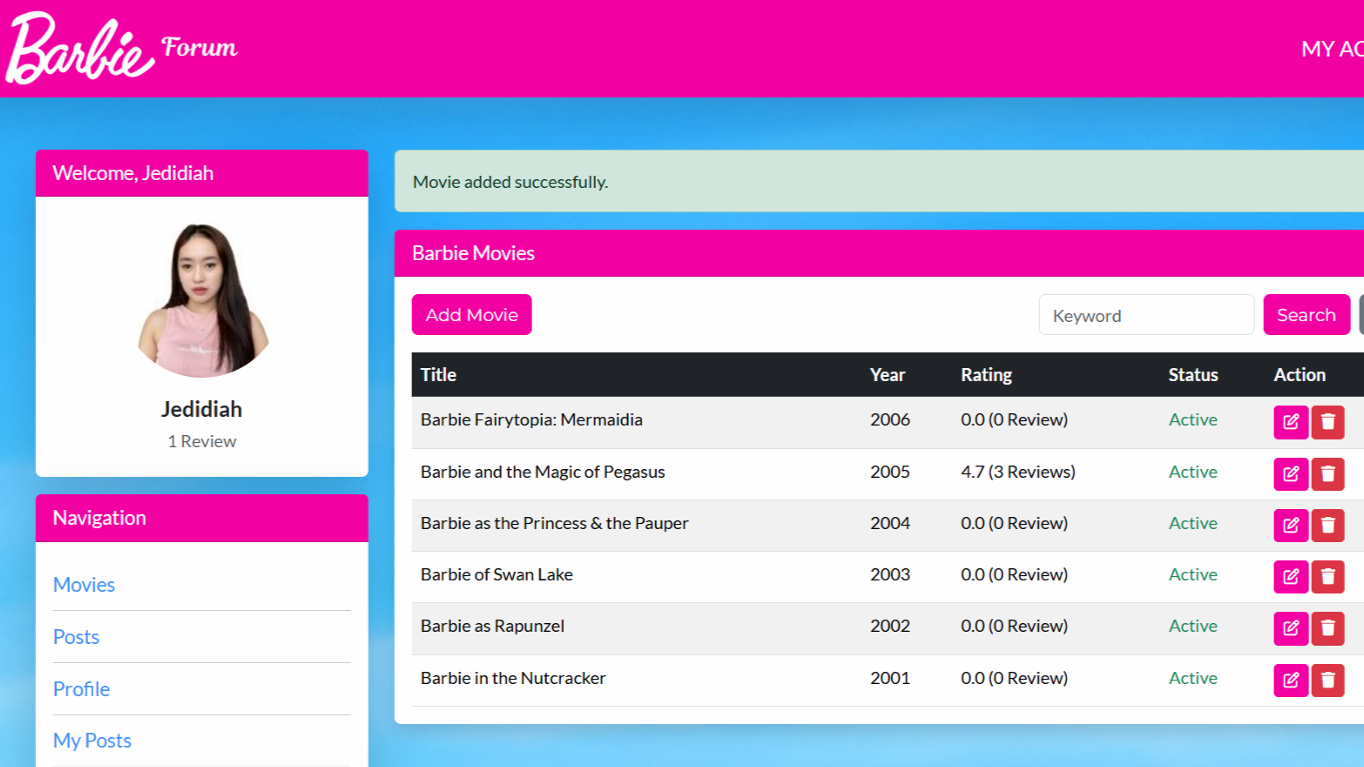 Barbie Forum
MY AC
Welcome, Jedidiah
Jedidiah
1 Review
Navigation
Movies
Posts
Profile
My Posts
Movie added successfully.
Barbie Movies
Add Movie
Keyword
Search
Title Year Rating Status Action
Barbie Fairytopia: Mermaidia 2006 0.0 (0 Review) Active
Barbie and the Magic of Pegasus 2005 4.7 (3 Reviews) Active
Barbie as the Princess & the Pauper 2004 0.0 (0 Review) Active
Barbie of Swan Lake 2003 0.0 (0 Review) Active
Barbie as Rapunzel 2002 0.0 (0 Review) Active
Barbie in the Nutcracker 2001 0.0 (0 Review) Active